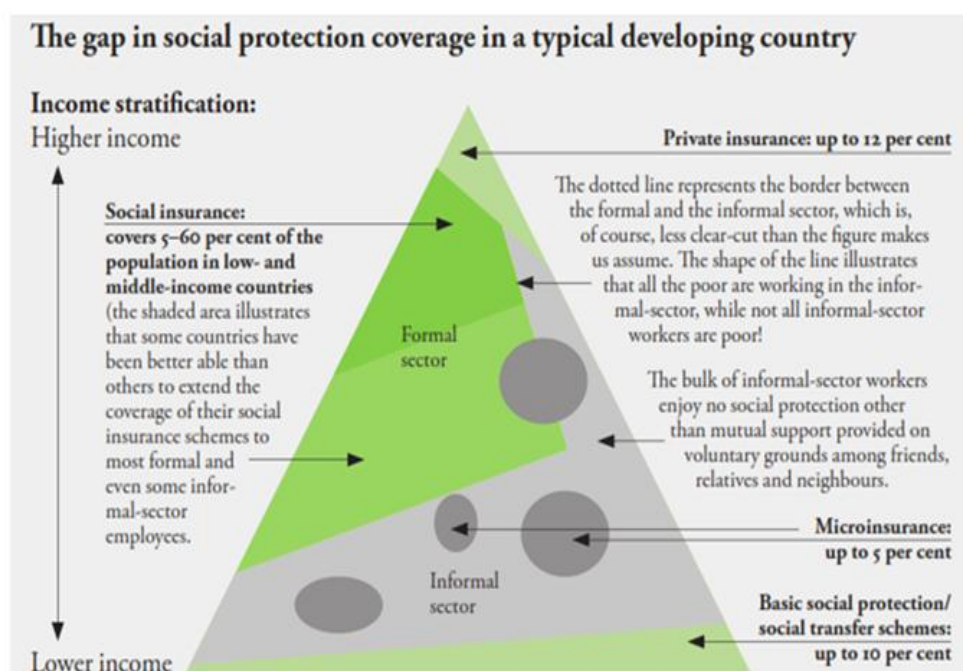 The gap in social protection coverage in a typical developing country
Income stratification:
Higher income
Private insurance: up to 12 per cent
Social insurance:
covers 5–60 per cent of the
population in low- and
middle-income countries
(the shaded area illustrates
that some countries have
been better able than
others to extend the
coverage of their social
insurance schemes to
most formal and
even some infor-
mal-sector
employees.
The dotted line represents the border between
the formal and the informal sector, which is,
of course, less clear-cut than the figure makes
us assume. The shape of the line illustrates
that all the poor are working in the infor-
mal-sector, while not all informal-sector
workers are poor!
Formal
sector
The bulk of informal-sector workers
enjoy no social protection other
than mutual support provided on
voluntary grounds among friends,
relatives and neighbours.
Microinsurance:
up to 5 per cent
Informal
sector
Basic social protection/
social transfer schemes:
up to 10 per cent
Lower income